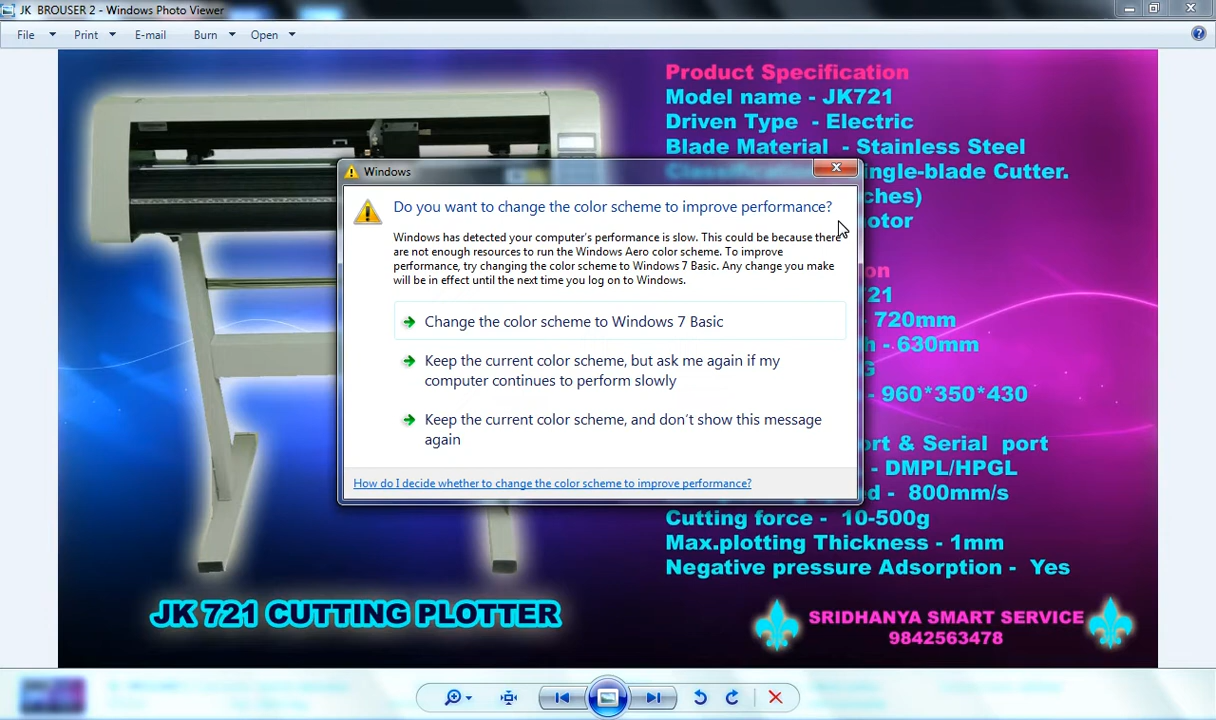 JK BROUSER 2 - Windows Photo Viewer
File Print E-mail Burn Open
Product Specification
Model name - JK721
Driven Type - Electric
Blade Material - Stainless Steel
ingle-blade Cutter.
ches)
otor
Windows
Do you want to change the color scheme to improve performance?
Windows has detected your computer's performance is slow. This could be because there
are not enough resources to run the Windows Aero color scheme. To improve
performance, try changing the color scheme to Windows 7 Basic. Any change you make
will be in effect until the next time you log on to Windows.
Change the color scheme to Windows 7 Basic
Keep the current color scheme, but ask me again if my
computer continues to perform slowly
Keep the current color scheme, and don't show this message
again
How do I decide whether to change the color scheme to improve performance?
on
721
- 720mm
h - 630mm
G
- 960*350*430
ort & Serial port
- DMPL/HPGL
d - 800mm/s
Cutting force - 10-500g
Max.plotting Thickness - 1mm
Negative pressure Adsorption - Yes
JK 721 CUTTING PLOTTER
SRIDHANYA SMART SERVICE
9842563478